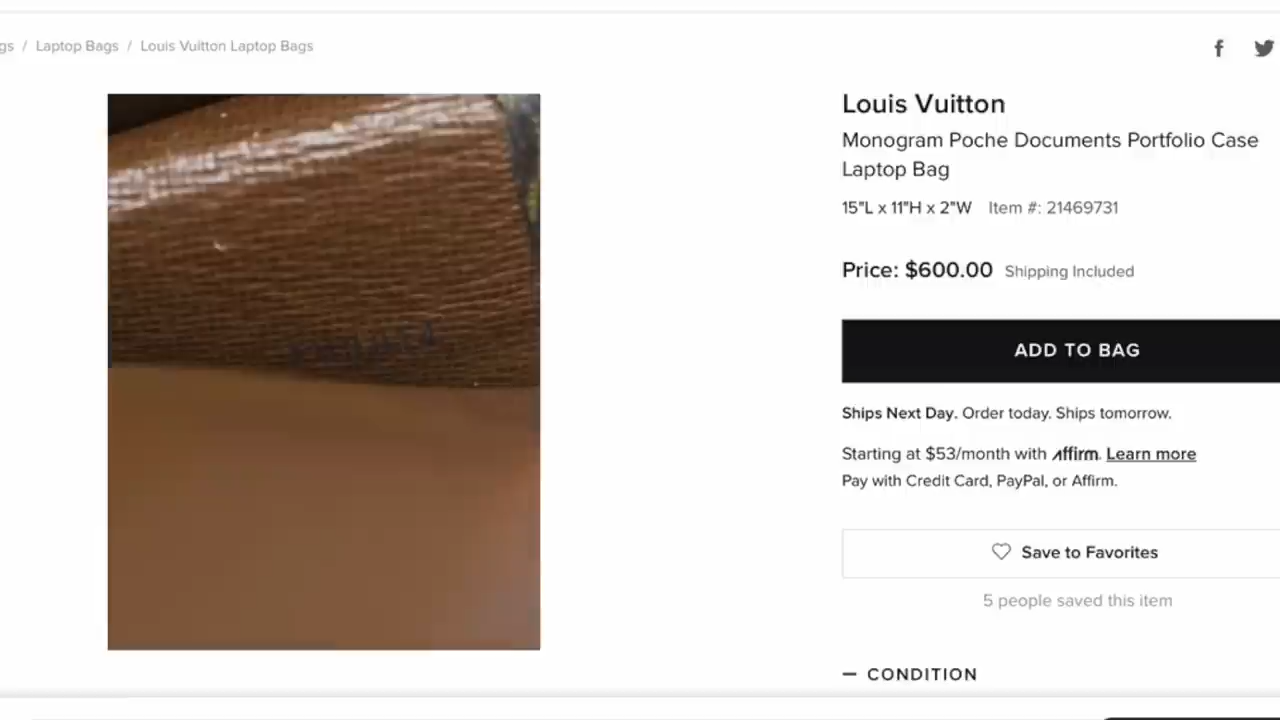 gs / Laptop Bags / Louis Vuitton Laptop Bags
Louis Vuitton
Monogram Poche Documents Portfolio Case
Laptop Bag
15"L x 11"H x 2"W Item #: 21469731
Price: $600.00 Shipping Included
ADD TO BAG
Ships Next Day. Order today. Ships tomorrow.
Starting at $53/month with affirm. Learn more
Pay with Credit Card, PayPal, or Affirm.
Save to Favorites
5 people saved this item
— CONDITION